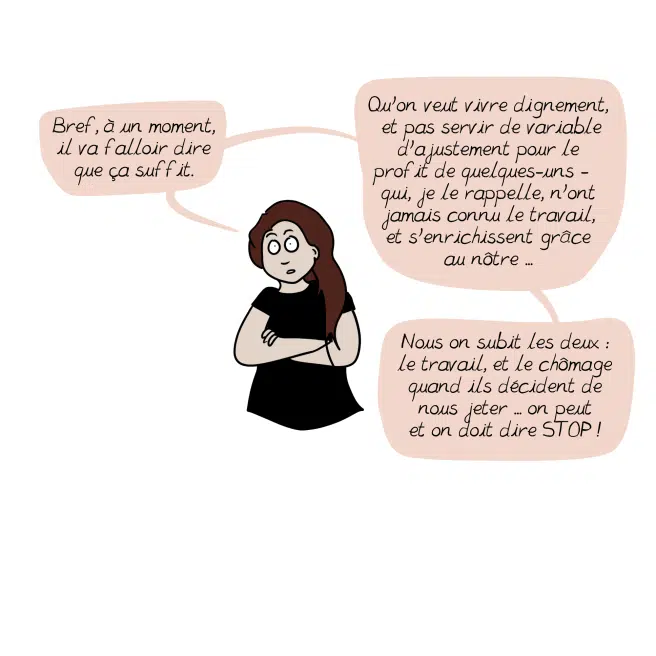 Bref, à un moment,
il va falloir dire
que ça suffit.
Qu'on veut vivre dignement,
et pas servir de variable
d'ajustement pour le
profit de quelques-uns -
qui, je le rappelle, n'ont
jamais connu le travail,
et s'enrichissent grâce
au nôtre ...
Nous on subit les deux :
le travail, et le chômage
quand ils décident de
nous jeter ... on peut
et on doit dire STOP !